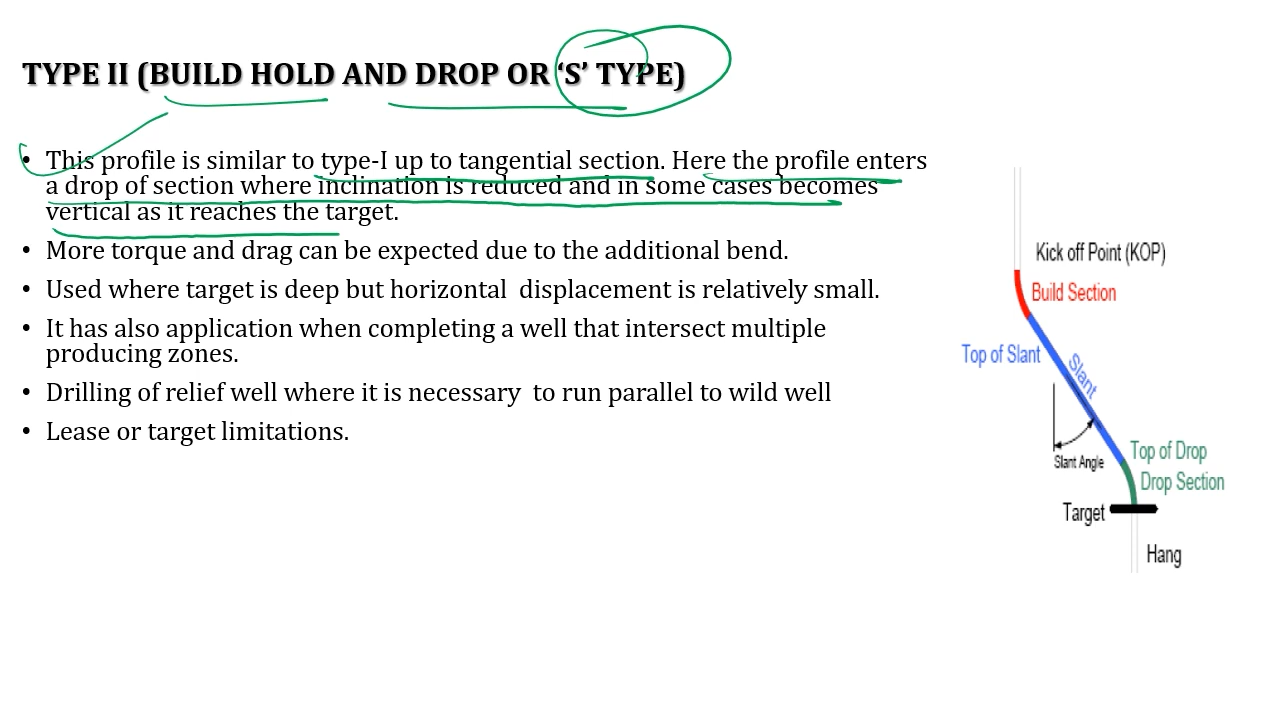 TYPE II (BUILD HOLD AND DROP OR ‘S’ TYPE)
• This profile is similar to type-I up to tangential section. Here the profile enters
a drop of section where inclination is reduced and in some cases becomes
vertical as it reaches the target.
• More torque and drag can be expected due to the additional bend.
• Used where target is deep but horizontal  displacement is relatively small.
• It has also application when completing a well that intersect multiple
producing zones.
• Drilling of relief well where it is necessary  to run parallel to wild well
• Lease or target limitations.
Kick off Point (KOP)
Build Section
Top of Slant
Slant
Slant Angle
Top of Drop
Drop Section
Target
Hang